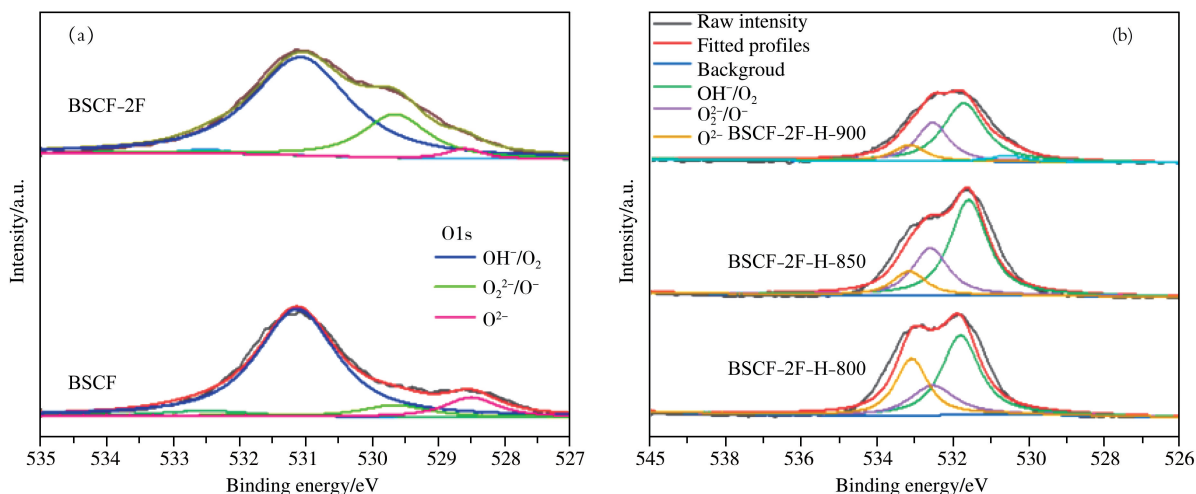 (a)
BSCF-2F
O1s
OH⁻/O₂
O₂²⁻/O⁻
O²⁻
BSCF
Intensity/a.u.
535 534 533 532 531 530 529 528 527
Binding energy/eV
(b)
Raw intensity
Fitted profiles
Backgroud
OH⁻/O₂
O₂²⁻/O⁻
O²⁻ BSCF-2F-H-900
BSCF-2F-H-850
BSCF-2F-H-800
Intensity/a.u.
545 536 534 532 530 528 526
Binding energy/eV